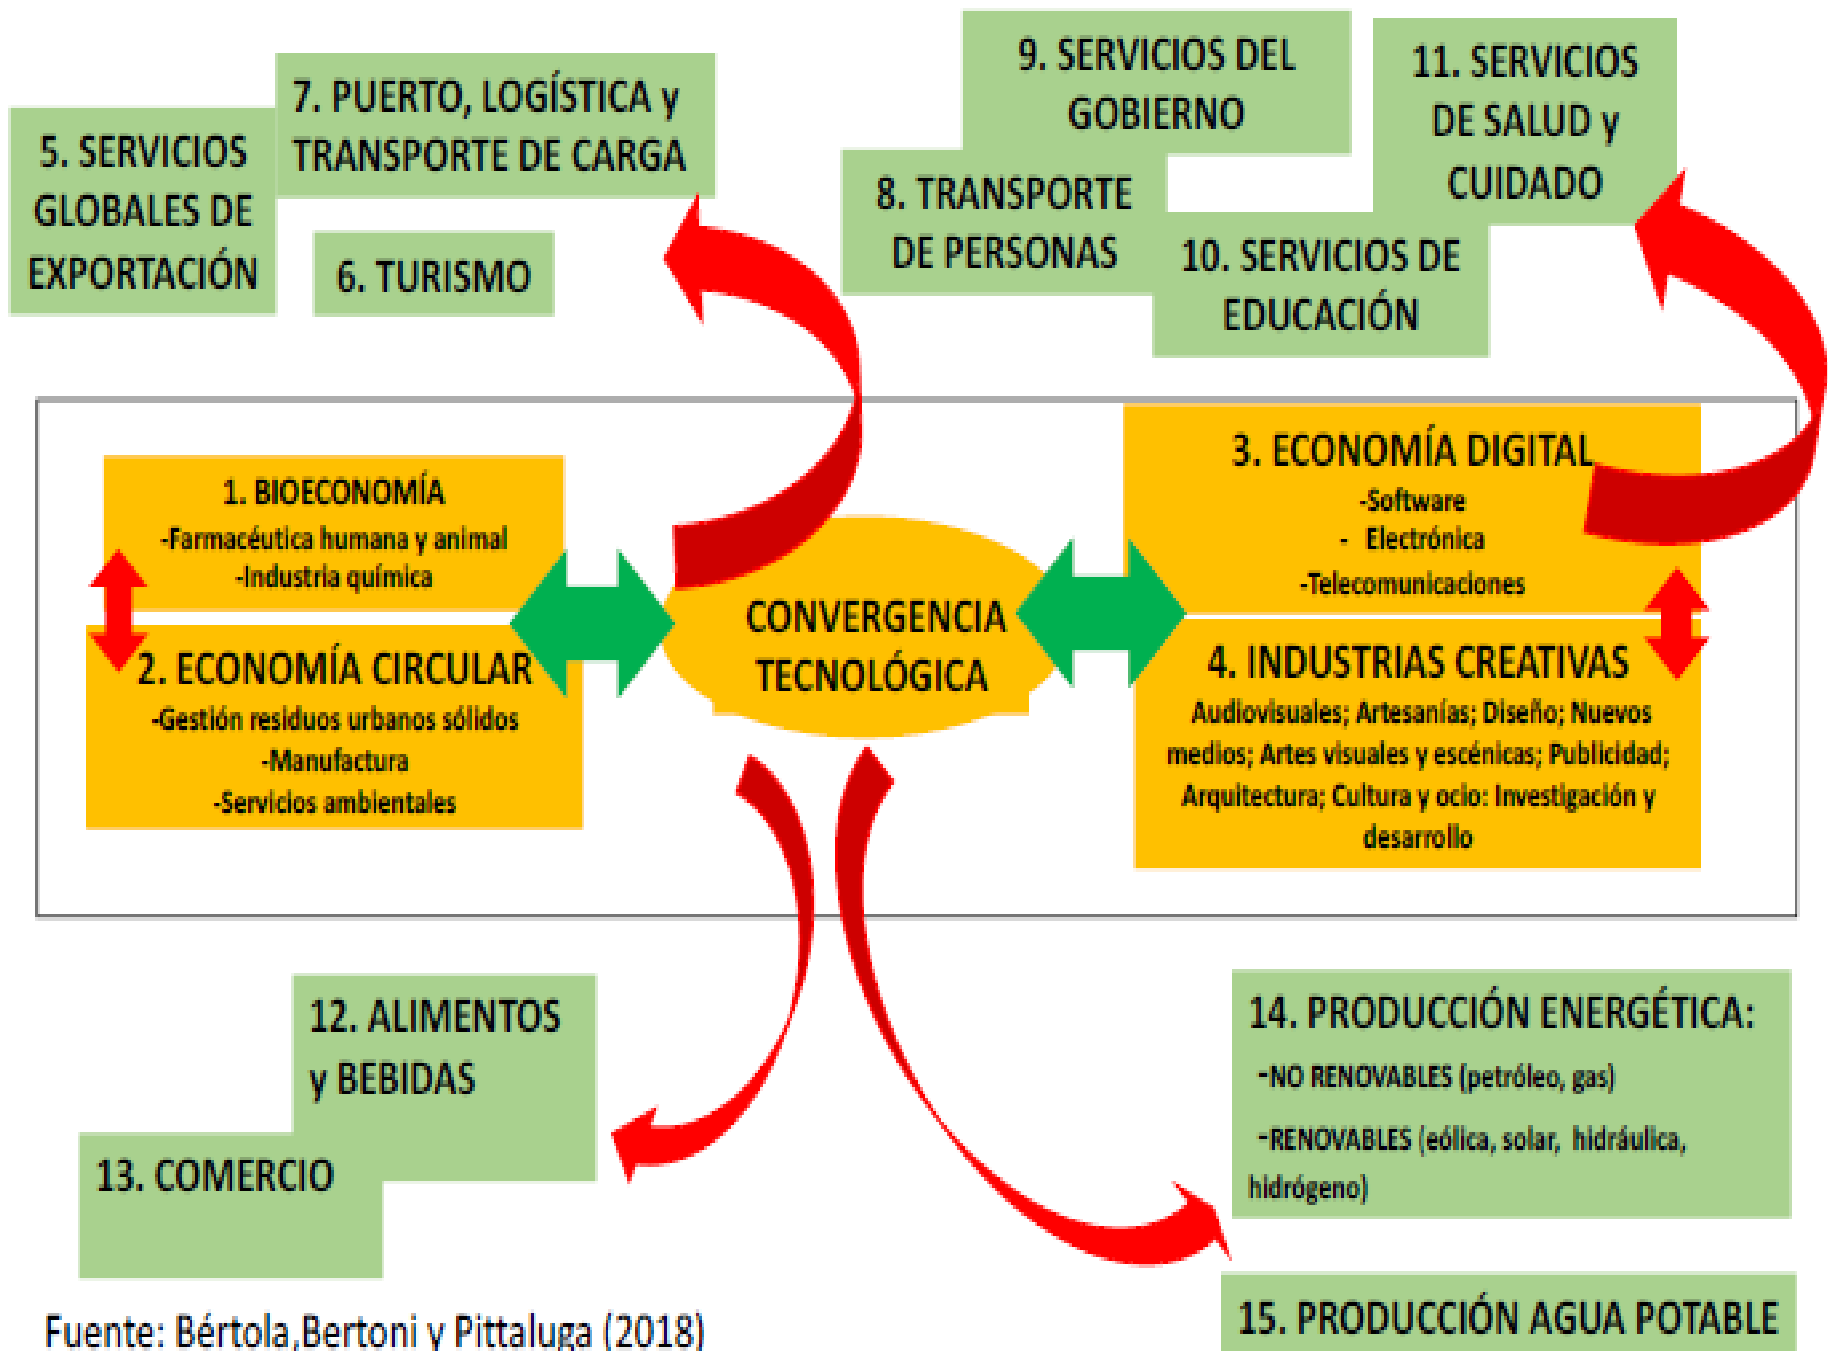 5. SERVICIOS
GLOBALES DE
EXPORTACIÓN
7. PUERTO, LOGÍSTICA y
TRANSPORTE DE CARGA
6. TURISMO
8. TRANSPORTE
DE PERSONAS
9. SERVICIOS DEL
GOBIERNO
10. SERVICIOS DE
EDUCACIÓN
11. SERVICIOS
DE SALUD y
CUIDADO
1. BIOECONOMÍA
-Farmacéutica humana y animal
-Industria química
2. ECONOMÍA CIRCULAR
-Gestión residuos urbanos sólidos
-Manufactura
-Servicios ambientales
CONVERGENCIA
TECNOLÓGICA
3. ECONOMÍA DIGITAL
-Software
- Electrónica
-Telecomunicaciones
4. INDUSTRIAS CREATIVAS
Audiovisuales; Artesanías; Diseño; Nuevos
medios; Artes visuales y escénicas; Publicidad;
Arquitectura; Cultura y ocio: Investigación y
desarrollo
12. ALIMENTOS
y BEBIDAS
13. COMERCIO
14. PRODUCCIÓN ENERGÉTICA:
-NO RENOVABLES (petróleo, gas)
-RENOVABLES (eólica, solar, hidráulica,
hidrógeno)
15. PRODUCCIÓN AGUA POTABLE
Fuente: Bértola,Bertoni y Pittaluga (2018)